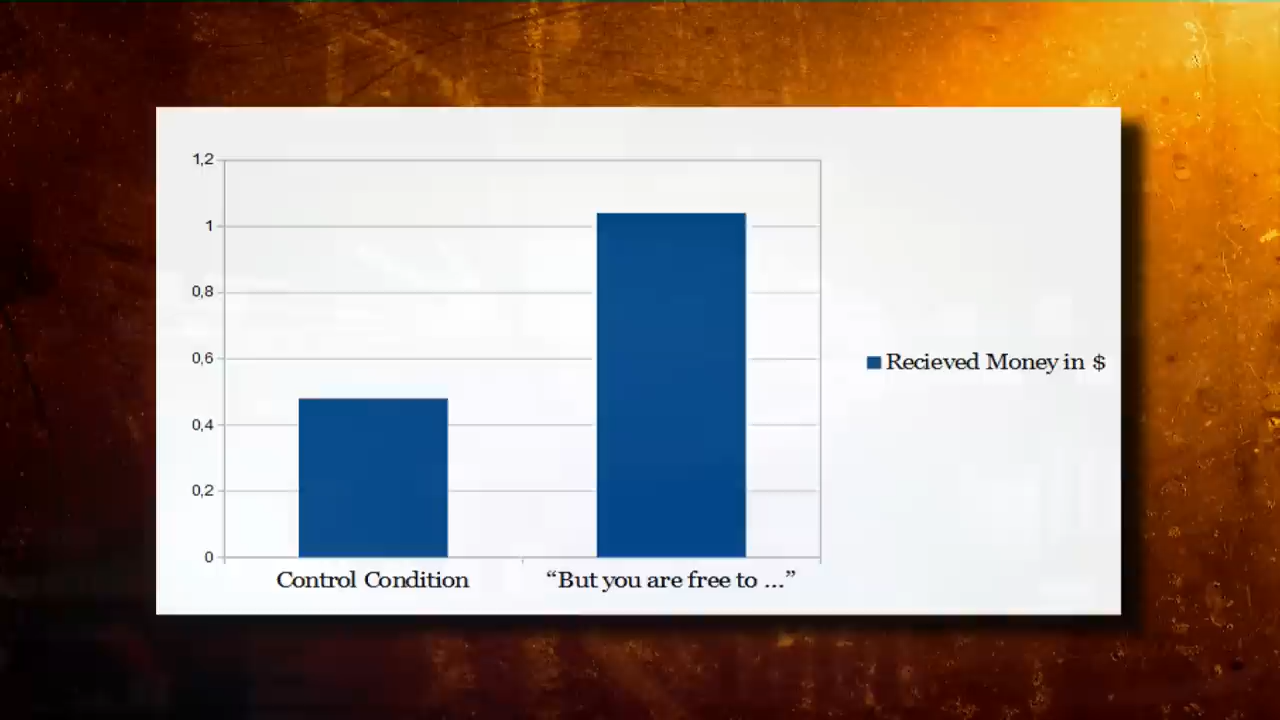 1,2
1
0,8
0,6
0,4
0,2
0
Control Condition
“But you are free to ...”
Recieved Money in $